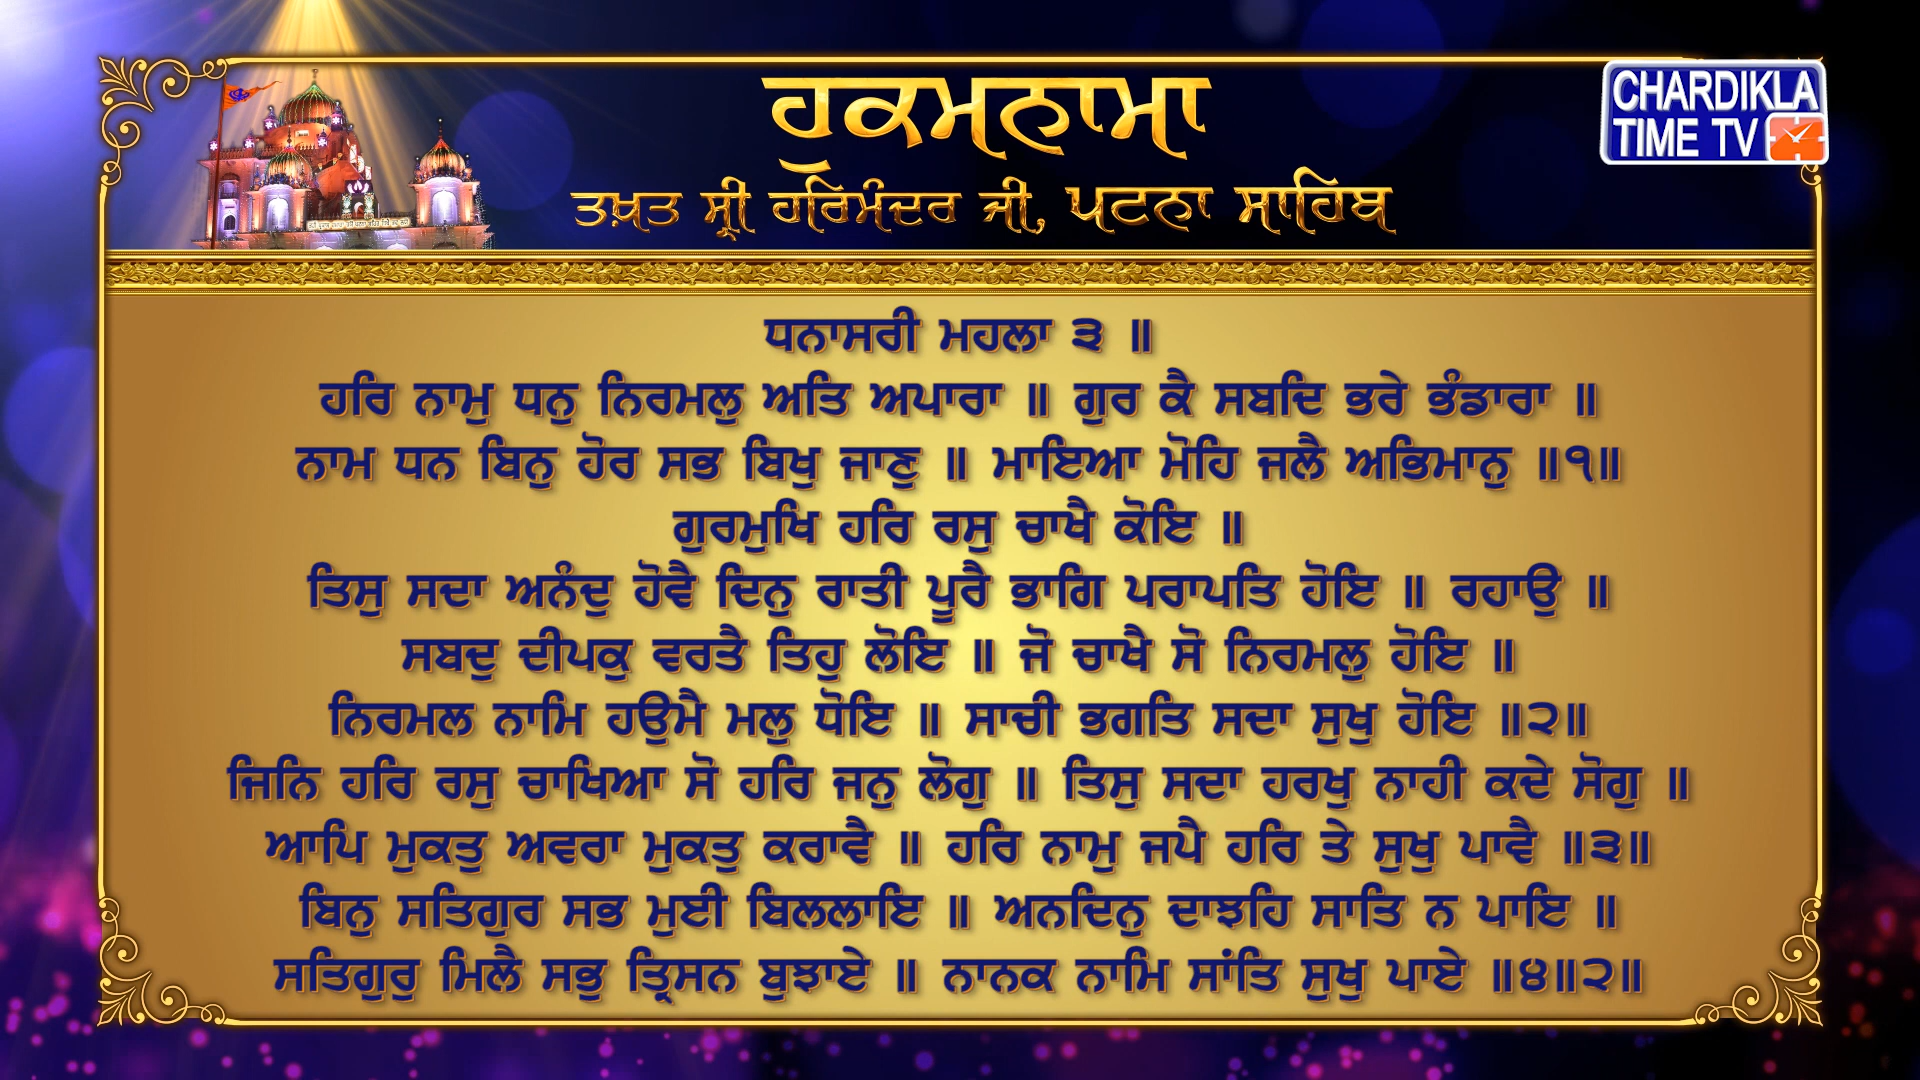 ਹੁਕਮਨਾਮਾ
CHARDIKLA
TIME TV
ਤਖ਼ਤ ਸ੍ਰੀ ਹਰਿਮੰਦਰ ਜੀ, ਪਟਨਾ ਸਾਹਿਬ
ਧਨਾਸਰੀ ਮਹਲਾ ੩ ॥
ਹਰਿ ਨਾਮੁ ਧਨੁ ਨਿਰਮਲੁ ਅਤਿ ਅਪਾਰਾ ॥ ਗੁਰ ਕੈ ਸਬਦਿ ਭਰੇ ਭੰਡਾਰਾ ॥
ਨਾਮ ਧਨ ਬਿਨੁ ਹੋਰ ਸਭ ਬਿਖੁ ਜਾਣੁ ॥ ਮਾਇਆ ਮੋਹਿ ਜਲੈ ਅਭਿਮਾਨੁ ॥੧॥
ਗੁਰਮੁਖਿ ਹਰਿ ਰਸੁ ਚਾਖੈ ਕੋਇ ॥
ਤਿਸੁ ਸਦਾ ਅਨੰਦੁ ਹੋਵੈ ਦਿਨੁ ਰਾਤੀ ਪੂਰੈ ਭਾਗਿ ਪਰਾਪਤਿ ਹੋਇ ॥ ਰਹਾਉ ॥
ਸਬਦੁ ਦੀਪਕੁ ਵਰਤੈ ਤਿਹੁ ਲੋਇ ॥ ਜੋ ਚਾਖੈ ਸੋ ਨਿਰਮਲੁ ਹੋਇ ॥
ਨਿਰਮਲ ਨਾਮਿ ਹਉਮੈ ਮਲੁ ਧੋਇ ॥ ਸਾਚੀ ਭਗਤਿ ਸਦਾ ਸੁਖੁ ਹੋਇ ॥੨॥
ਜਿਨਿ ਹਰਿ ਰਸੁ ਚਾਖਿਆ ਸੋ ਹਰਿ ਜਨੁ ਲੋਗੁ ॥ ਤਿਸੁ ਸਦਾ ਹਰਖੁ ਨਾਹੀ ਕਦੇ ਸੋਗੁ ॥
ਆਪਿ ਮੁਕਤੁ ਅਵਰਾ ਮੁਕਤੁ ਕਰਾਵੈ ॥ ਹਰਿ ਨਾਮੁ ਜਪੈ ਹਰਿ ਤੇ ਸੁਖੁ ਪਾਵੈ ॥੩॥
ਬਿਨੁ ਸਤਿਗੁਰ ਸਭ ਮੁਈ ਬਿਲਲਾਇ ॥ ਅਨਦਿਨੁ ਦਾਝਹਿ ਸਾਤਿ ਨ ਪਾਇ ॥
ਸਤਿਗੁਰੁ ਮਿਲੈ ਸਭੁ ਤ੍ਰਿਸਨ ਬੁਝਾਏ ॥ ਨਾਨਕ ਨਾਮਿ ਸਾਂਤਿ ਸੁਖੁ ਪਾਏ ॥੪॥੨॥